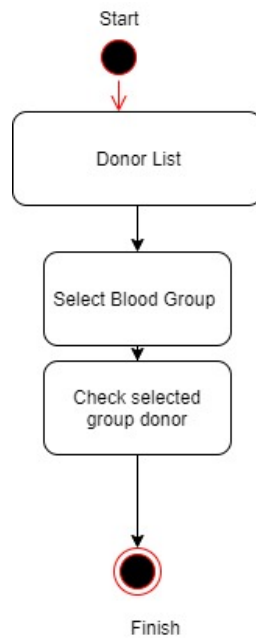 Start
Donor List
Select Blood Group
Check selected
group donor
Finish